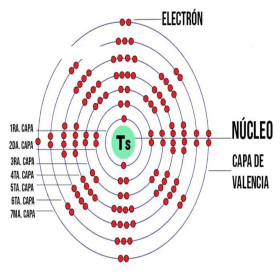 ELECTRÓN
1RA. CAPA
2DA. CAPA
3RA. CAPA
4TA. CAPA
5TA. CAPA
6TA. CAPA
7MA. CAPA
Ts
NÚCLEO
CAPA DE
VALENCIA